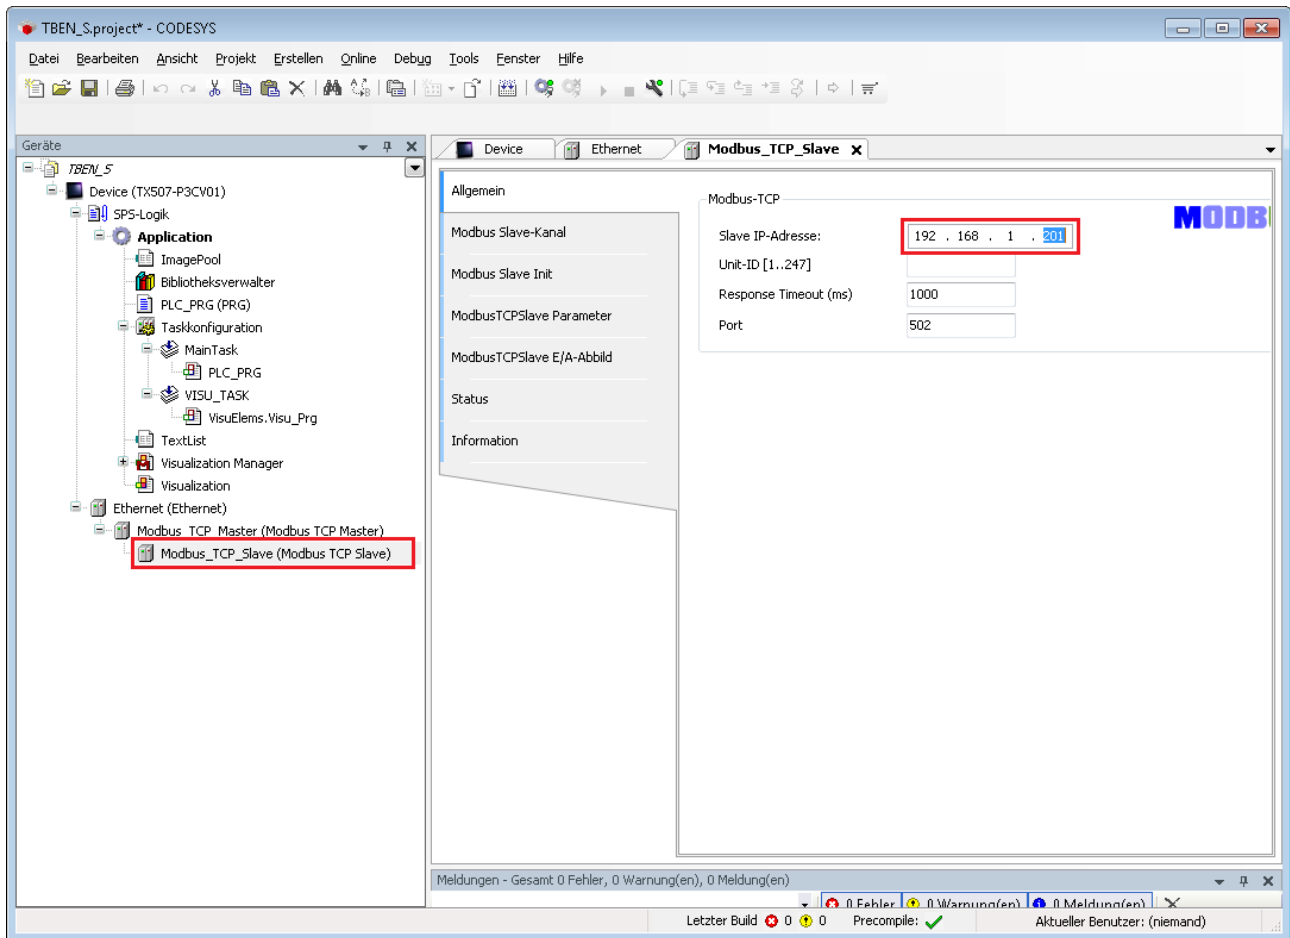 TBEN_S.project* - CODESYS
Datei Bearbeiten Ansicht Projekt Erstellen Online Debug Tools Fenster Hilfe
Geräte
TBEN_S
Device (TX507-P3CV01)
SPS-Logik
Application
ImagePool
Bibliotheksverwalter
PLC_PRG (PRG)
Taskkonfiguration
MainTask
PLC_PRG
VISU_TASK
VisuElems.Visu_Prg
TextList
Visualization Manager
Visualization
Ethernet (Ethernet)
Modbus_TCP_Master (Modbus TCP Master)
Modbus_TCP_Slave (Modbus TCP Slave)
Device Ethernet Modbus_TCP_Slave
Allgemein
Modbus Slave-Kanal
Modbus Slave Init
ModbusTCPSlave Parameter
ModbusTCPSlave E/A-Abbild
Status
Information
Modbus-TCP
MODB
Slave IP-Adresse: 192 . 168 . 1 . 201
Unit-ID [1..247]
Response Timeout (ms) 1000
Port 502
Meldungen - Gesamt 0 Fehler, 0 Warnung(en), 0 Meldung(en)
0 Fehler 0 Warnung(en) 0 Meldung(en)
Letzter Build 0 0 Precompile: Aktueller Benutzer: (niemand)